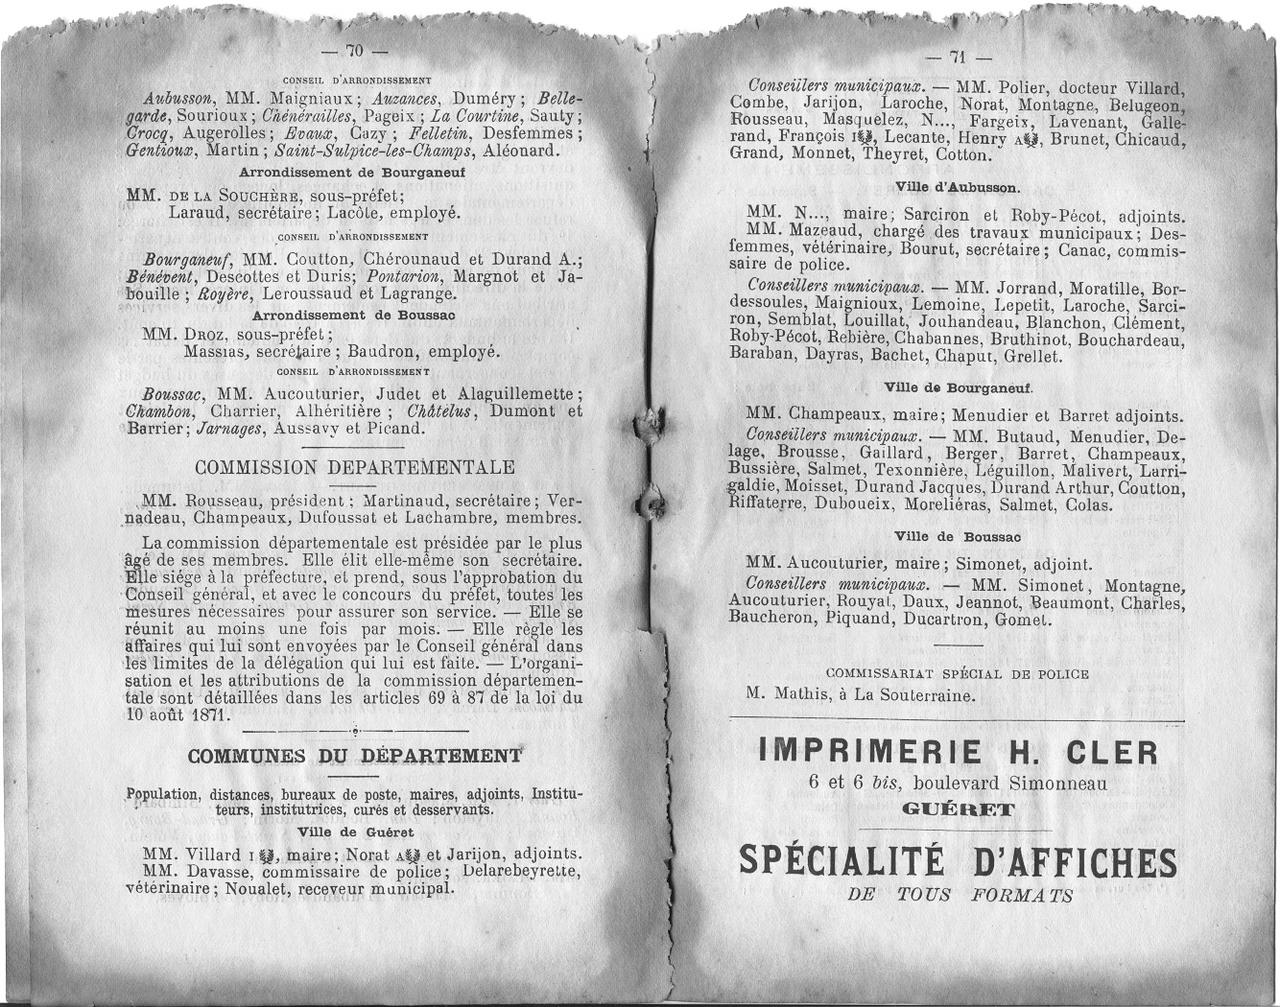 — 70 —
CONSEIL D'ARRONDISSEMENT
Aubusson, MM. Maigniaux; Auzances, Duméry; Belle-
garde, Sourioux; Chénérailles, Pageix; La Courtine, Sauty;
Crocq, Augerolles; Evaux, Cazy; Felletin, Desfemmes;
Gentioux, Martin; Saint-Sulpice-les-Champs, Aléonard.
Arrondissement de Bourganeuf
MM. DE LA SOUCHÈRE, sous-préfet;
Laraud, secrétaire; Lacôte, employé.
CONSEIL D'ARRONDISSEMENT
Bourganeuf, MM. Coutton, Chérounaud et Durand A.;
Bénévent, Descottes et Duris; Pontarion, Margnot et Ja-
bouille; Royère, Leroussaud et Lagrange.
Arrondissement de Boussac
MM. DROZ, sous-préfet;
Massias, secrétaire; Baudron, employé.
CONSEIL D'ARRONDISSEMENT
Boussac, MM. Aucouturier, Judet et Alaguillemette;
Chambon, Charrier, Alhéritière; Châtelus, Dumont et
Barrier; Jarnages, Aussavy et Picand.
COMMISSION DEPARTEMENTALE
MM. Rousseau, président; Martinaud, secrétaire; Ver-
nadeau, Champeaux, Dufoussat et Lachambre, membres.
La commission départementale est présidée par le plus
âgé de ses membres. Elle élit elle-même son secrétaire.
Elle siége à la préfecture, et prend, sous l'approbation du
Conseil général, et avec le concours du préfet, toutes les
mesures nécessaires pour assurer son service. — Elle se
réunit au moins une fois par mois. — Elle règle les
affaires qui lui sont envoyées par le Conseil général dans
les limites de la délégation qui lui est faite. — L'organi-
sation et les attributions de la commission départemen-
tale sont détaillées dans les articles 69 à 87 de la loi du
10 août 1871.
COMMUNES DU DÉPARTEMENT
Population, distances, bureaux de poste, maires, adjoints, Institu-
teurs, institutrices, curés et desservants.
Ville de Guéret
MM. Villard I, maire; Norat A et Jarijon, adjoints.
MM. Davasse, commissaire de police; Delarebeyrette,
vétérinaire; Noualet, receveur municipal.
— 71 —
Conseillers municipaux. — MM. Polier, docteur Villard,
Combe, Jarijon, Laroche, Norat, Montagne, Belugeon,
Rousseau, Masquelez, N..., Fargeix, Lavenant, Galle-
rand, François I, Lecante, Henry A, Brunet, Chicaud,
Grand, Monnet, Theyret, Cotton.
Ville d'Aubusson.
MM. N..., maire; Sarciron et Roby-Pécot, adjoints.
MM. Mazeaud, chargé des travaux municipaux; Des-
femmes, vétérinaire, Bourut, secrétaire; Canac, commis-
saire de police.
Conseillers municipaux. — MM. Jorrand, Moratille, Bor-
dessoules, Maignioux, Lemoine, Lepetit, Laroche, Sarci-
ron, Semblat, Louillat, Jouhandeau, Blanchon, Clément,
Roby-Pécot, Rebière, Chabannes, Bruthinot, Bouchardeau,
Baraban, Dayras, Bachet, Chaput, Grellet.
Ville de Bourganeuf.
MM. Champeaux, maire; Menudier et Barret adjoints.
Conseillers municipaux. — MM. Butaud, Menudier, De-
lage, Brousse, Gaillard, Berger, Barret, Champeaux,
Bussière, Salmet, Texonnière, Léguillon, Malivert, Larri-
galdie, Moisset, Durand Jacques, Durand Arthur, Coutton,
Riffaterre, Duboueix, Moreliéras, Salmet, Colas.
Ville de Boussac
MM. Aucouturier, maire; Simonet, adjoint.
Conseillers municipaux. — MM. Simonet, Montagne,
Aucouturier, Rouyat, Daux, Jeannot, Beaumont, Charles,
Baucheron, Piquand, Ducartron, Gomet.
COMMISSARIAT SPÉCIAL DE POLICE
M. Mathis, à La Souterraine.
IMPRIMERIE H. CLER
6 et 6 bis, boulevard Simonneau
GUÉRET
SPÉCIALITÉ D'AFFICHES
DE TOUS FORMATS